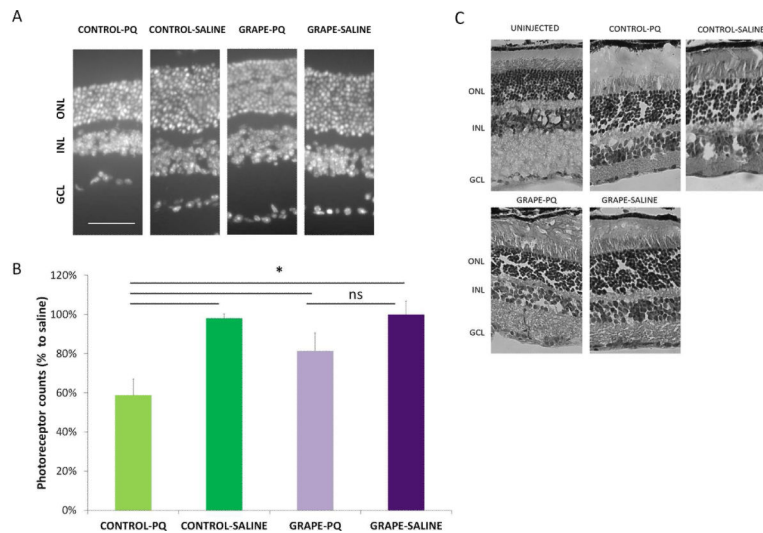 A
CONTROL-PQ CONTROL-SALINE GRAPE-PQ GRAPE-SALINE
ONL
INL
GCL
B
*
ns
Photoreceptor counts (% to saline)
120%
100%
80%
60%
40%
20%
0%
CONTROL-PQ CONTROL-SALINE GRAPE-PQ GRAPE-SALINE
C
UNINJECTED CONTROL-PQ CONTROL-SALINE
ONL
INL
GCL
GRAPE-PQ GRAPE-SALINE
ONL
INL
GCL